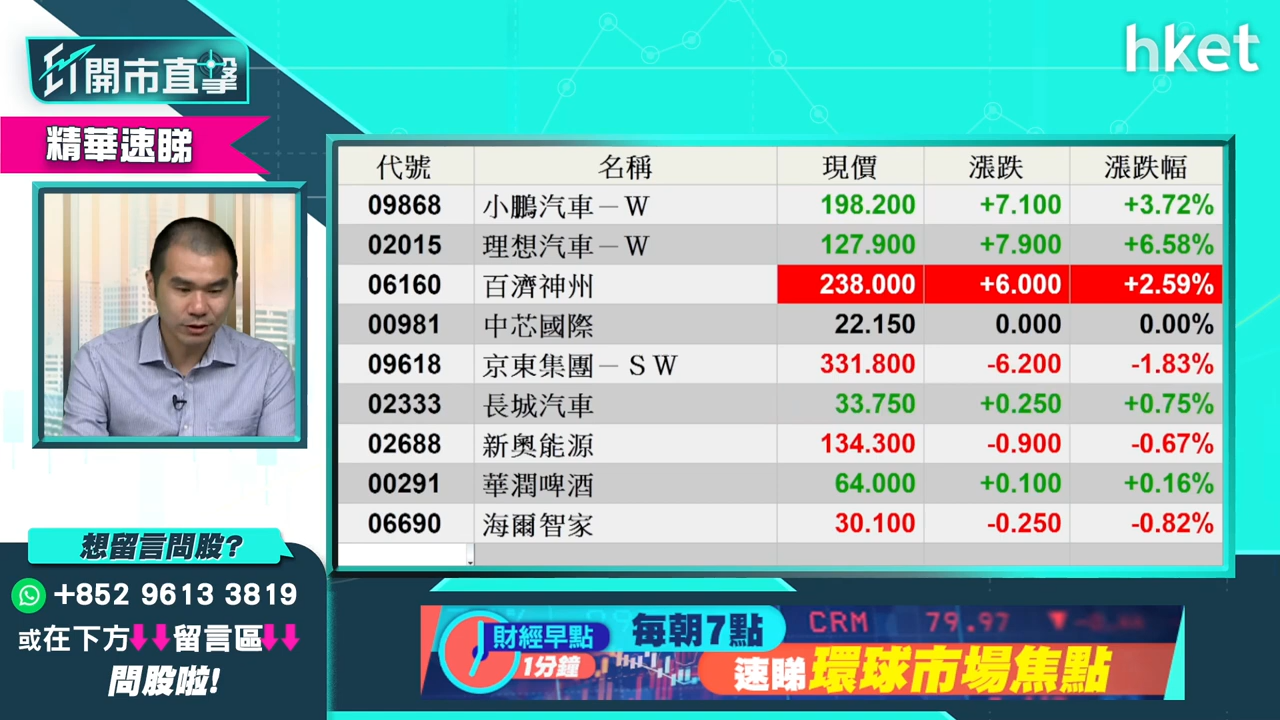 hket
ET開市直擊
精華速睇
代號 名稱 現價 漲跌 漲跌幅
09868 小鵬汽車－W 198.200 +7.100 +3.72%
02015 理想汽車－W 127.900 +7.900 +6.58%
06160 百濟神州 238.000 +6.000 +2.59%
00981 中芯國際 22.150 0.000 0.00%
09618 京東集團－ＳＷ 331.800 -6.200 -1.83%
02333 長城汽車 33.750 +0.250 +0.75%
02688 新奧能源 134.300 -0.900 -0.67%
00291 華潤啤酒 64.000 +0.100 +0.16%
06690 海爾智家 30.100 -0.250 -0.82%
想留言問股?
+852 9613 3819
或在下方留言區
問股啦!
財經早點
1分鐘
每朝7點
速睇環球市場焦點
CRM 79.97